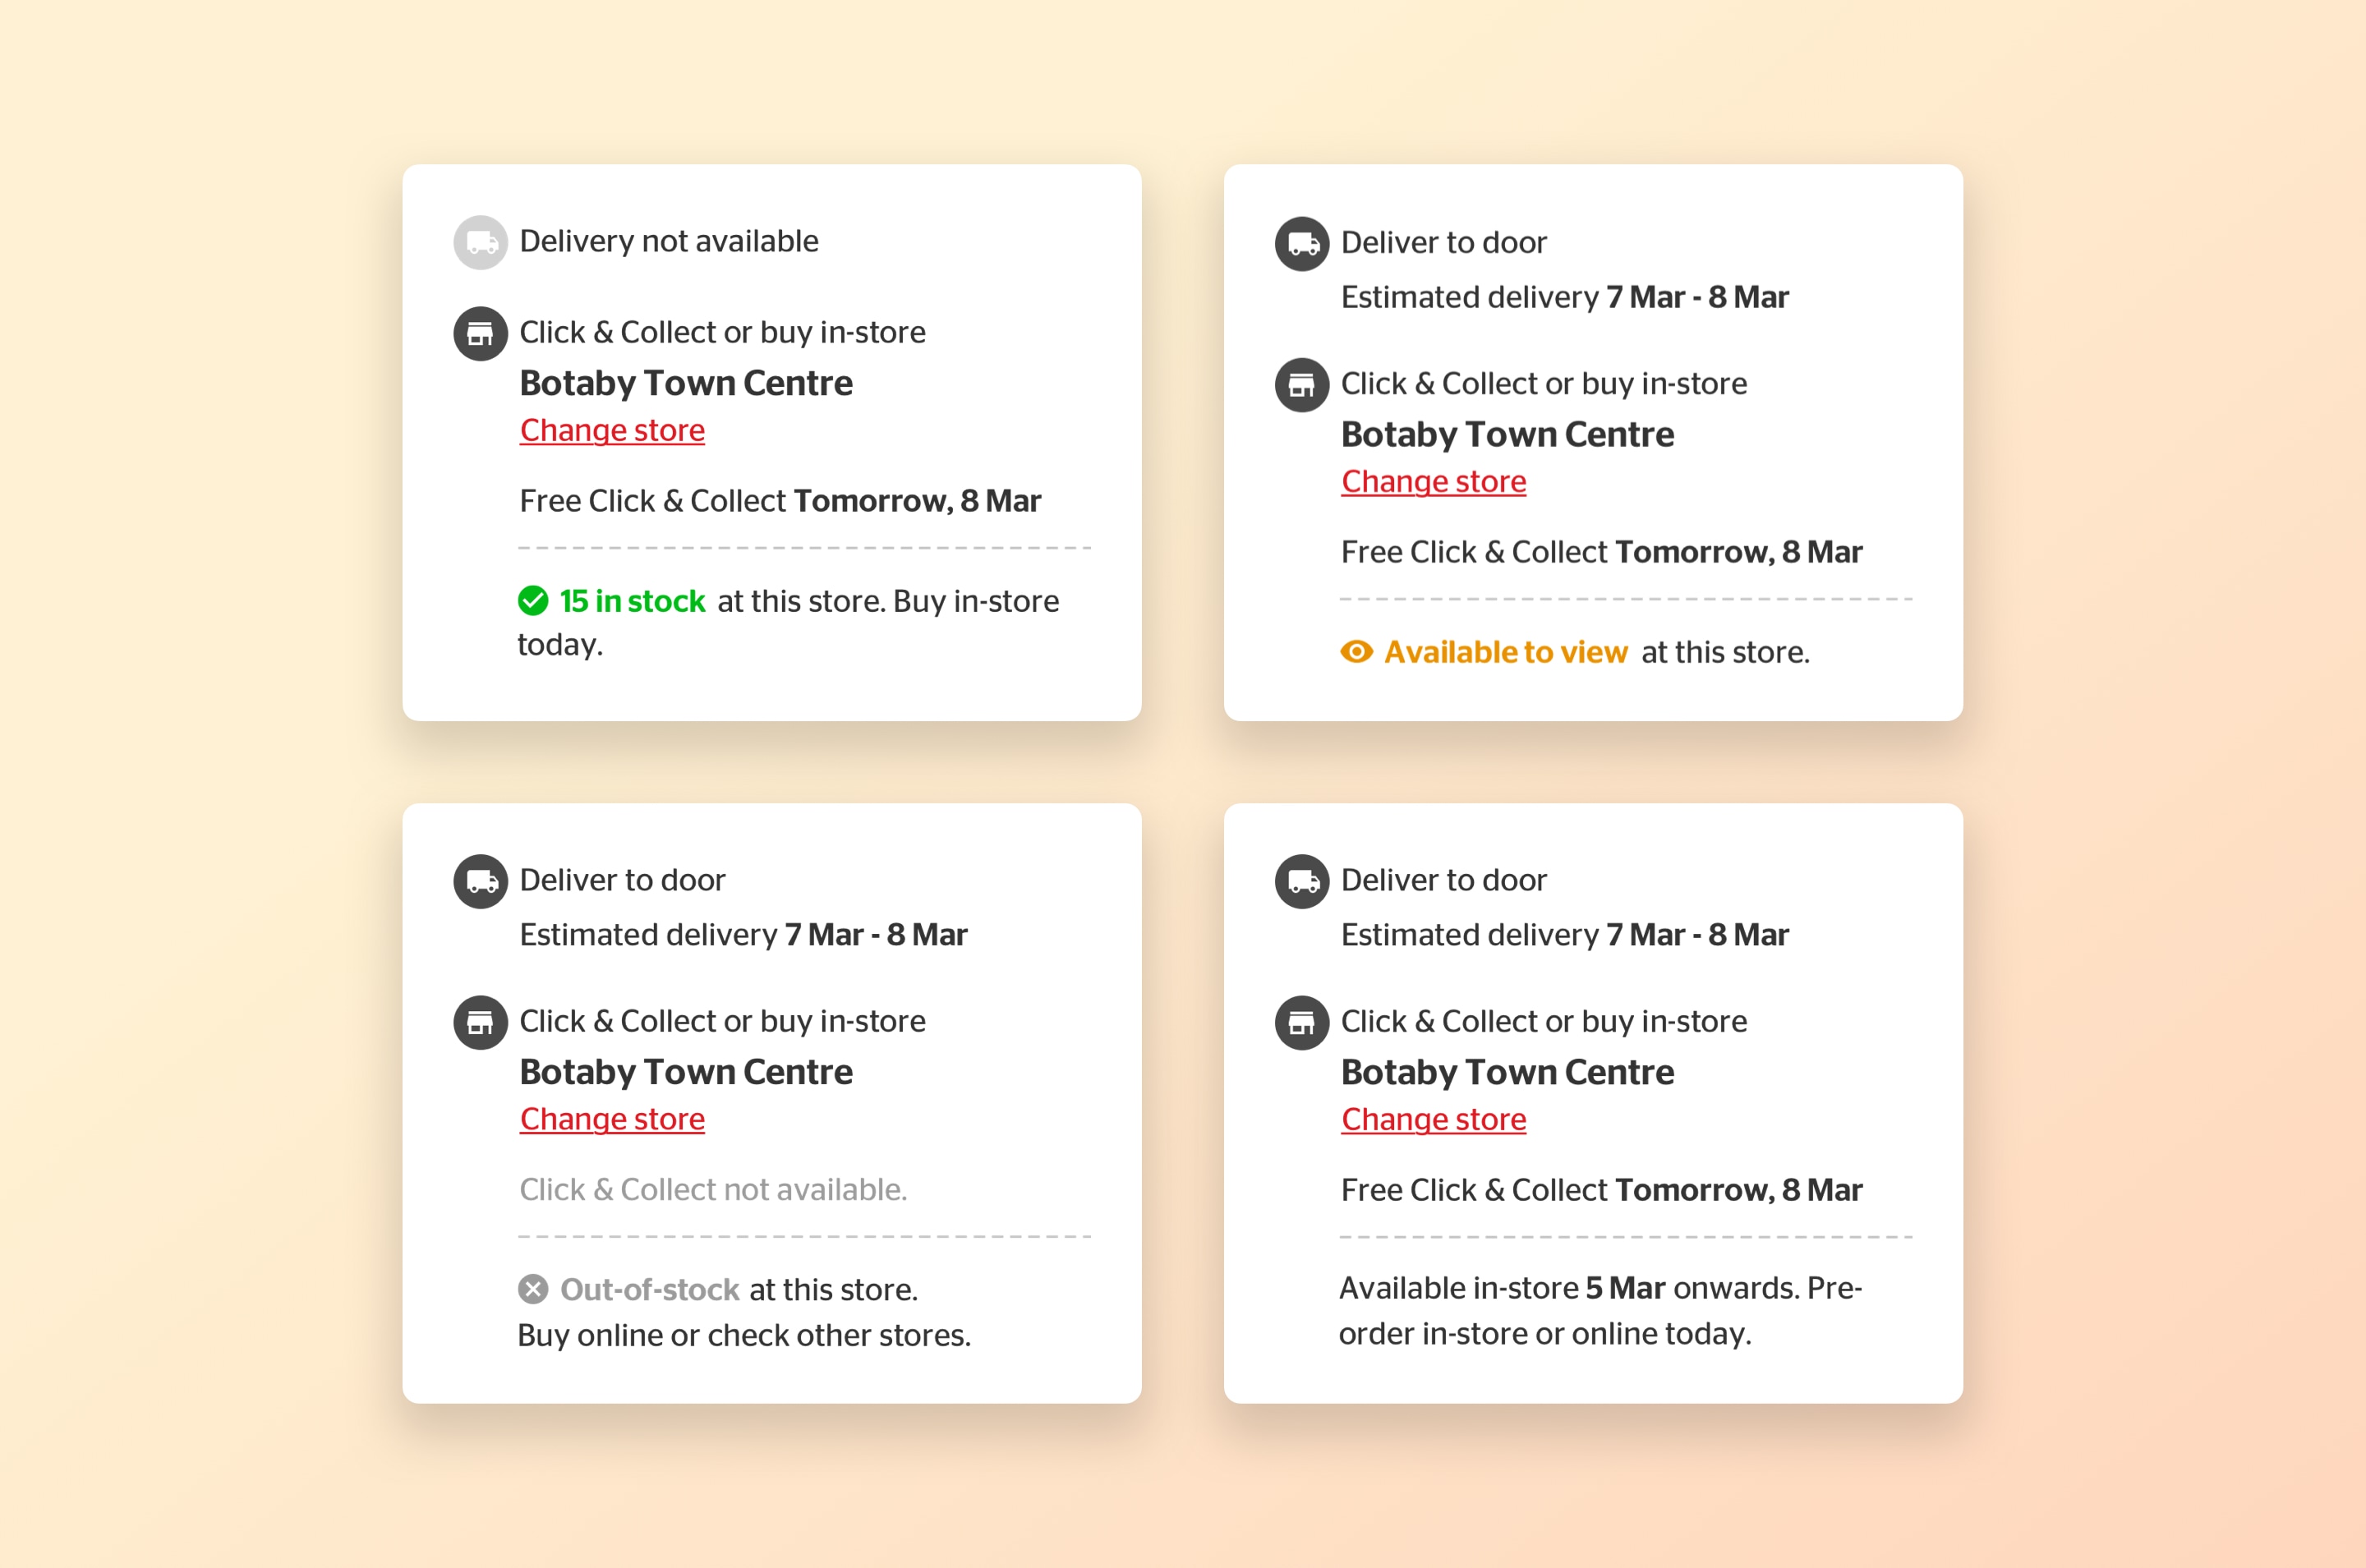 Delivery not available
Click & Collect or buy in-store
Botaby Town Centre
Change store
Free Click & Collect Tomorrow, 8 Mar
15 in stock at this store. Buy in-store
today.
Deliver to door
Estimated delivery 7 Mar - 8 Mar
Click & Collect or buy in-store
Botaby Town Centre
Change store
Free Click & Collect Tomorrow, 8 Mar
Available to view at this store.
Deliver to door
Estimated delivery 7 Mar - 8 Mar
Click & Collect or buy in-store
Botaby Town Centre
Change store
Click & Collect not available.
Out-of-stock at this store.
Buy online or check other stores.
Deliver to door
Estimated delivery 7 Mar - 8 Mar
Click & Collect or buy in-store
Botaby Town Centre
Change store
Free Click & Collect Tomorrow, 8 Mar
Available in-store 5 Mar onwards. Pre-
order in-store or online today.